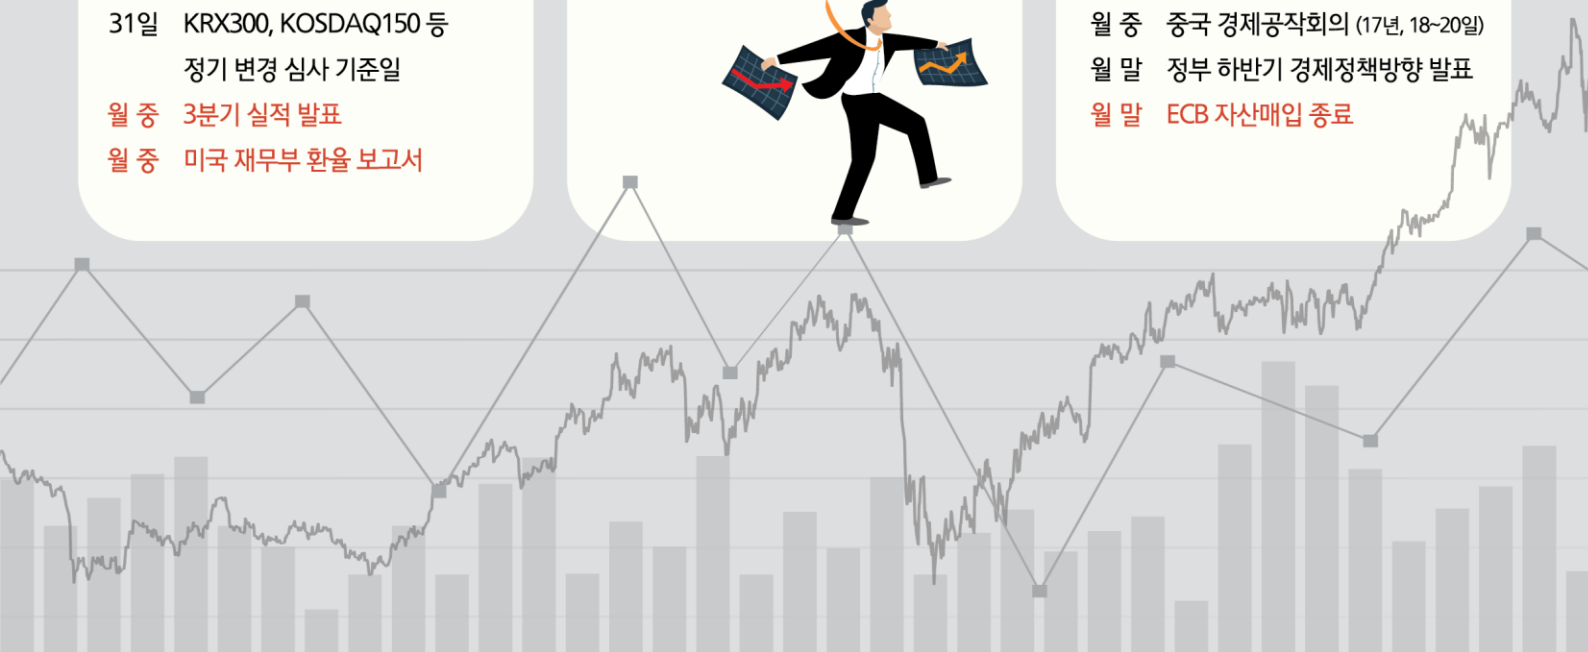 31일 KRX300, KOSDAQ150 등
정기 변경 심사 기준일
월 중 3분기 실적 발표
월 중 미국 재무부 환율 보고서
월 중 중국 경제공작회의 (17년, 18~20일)
월 말 정부 하반기 경제정책방향 발표
월 말 ECB 자산매입 종료